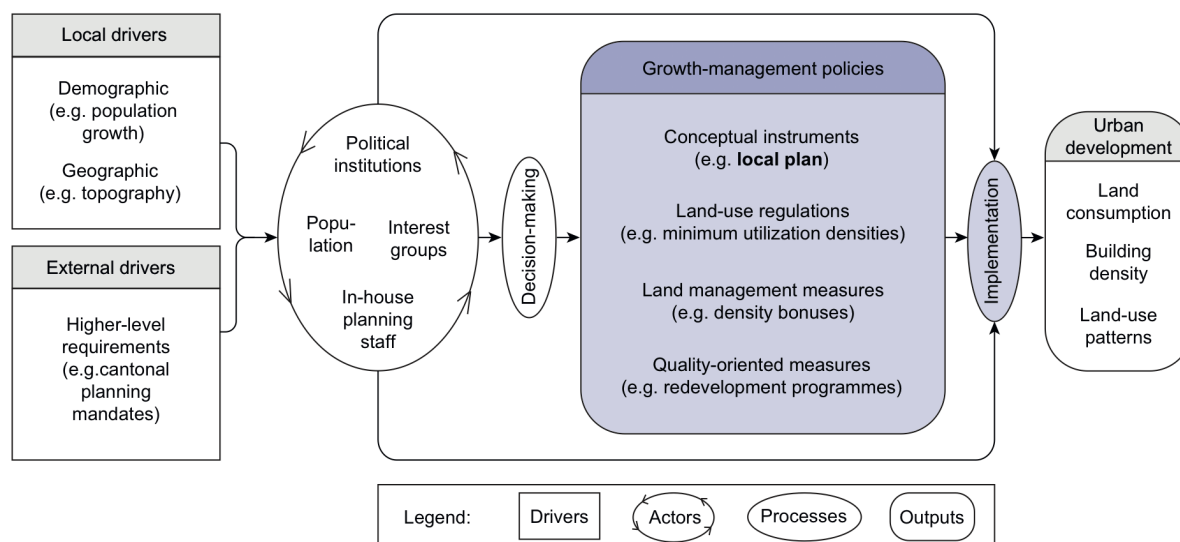 Local drivers
Demographic
(e.g. population
growth)
Geographic
(e.g. topography)
External drivers
Higher-level
requirements
(e.g.cantonal
planning
mandates)
Political
institutions
Popu-
lation
Interest
groups
In-house
planning
staff
Decision-making
Growth-management policies
Conceptual instruments
(e.g. local plan)
Land-use regulations
(e.g. minimum utilization densities)
Land management measures
(e.g. density bonuses)
Quality-oriented measures
(e.g. redevelopment programmes)
Implementation
Urban
development
Land
consumption
Building
density
Land-use
patterns
Legend:
Drivers
Actors
Processes
Outputs